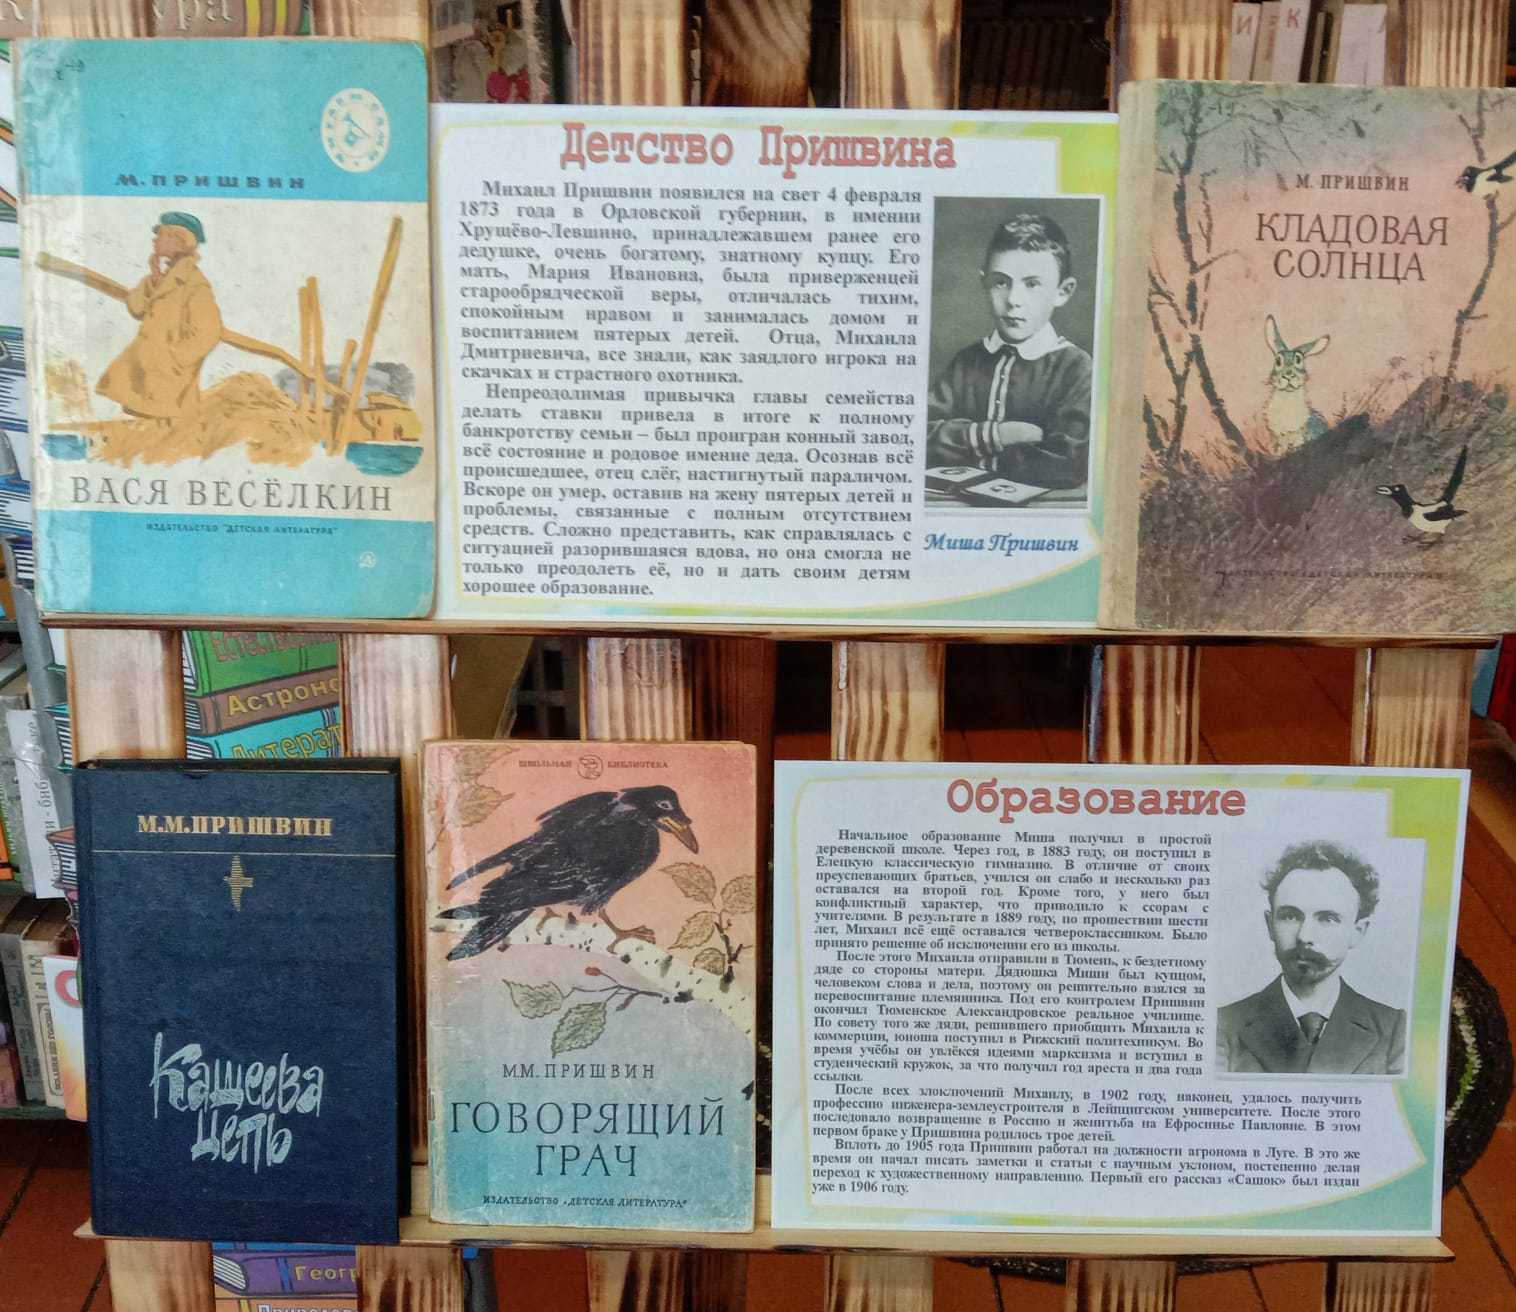 М. ПРИШВИН
ВАСЯ ВЕСЁЛКИН
ИЗДАТЕЛЬСТВО "ДЕТСКАЯ ЛИТЕРАТУРА"
Детство Пришвина
Михаил Пришвин появился на свет 4 февраля
1873 года в Орловской губернии, в имении
Хрущёво-Левшино, принадлежавшем ранее его
дедушке, очень богатому, знатному купцу. Его
мать, Мария Ивановна, была приверженцей
старообрядческой веры, отличалась тихим,
спокойным нравом и занималась домом и
воспитанием пятерых детей. Отца, Михаила
Дмитриевича, все знали, как заядлого игрока на
скачках и страстного охотника.
Непреодолимая привычка главы семейства
делать ставки привела в итоге к полному
банкротству семьи – был проигран конный завод,
всё состояние и родовое имение деда. Осознав всё
происшедшее, отец слёг, настигнутый параличом.
Вскоре он умер, оставив на жену пятерых детей и
проблемы, связанные с полным отсутствием
средств. Сложно представить, как справлялась с
ситуацией разорившаяся вдова, но она смогла не
только преодолеть её, но и дать своим детям
хорошее образование.
Миша Пришвин
М. ПРИШВИН
КЛАДОВАЯ
СОЛНЦА
Астроно
Литерат
М.М.ПРИШВИН
Кащеева
цепь
ШКОЛЬНАЯ БИБЛИОТЕКА
М.М. ПРИШВИН
ГОВОРЯЩИЙ
ГРАЧ
ИЗДАТЕЛЬСТВО «ДЕТСКАЯ ЛИТЕРАТУРА»
Образование
Начальное образование Миша получил в простой
деревенской школе. Через год, в 1883 году, он поступил в
Елецкую классическую гимназию. В отличие от своих
преуспевающих братьев, учился он слабо и несколько раз
оставался на второй год. Кроме того, у него был
конфликтный характер, что приводило к ссорам с
учителями. В результате в 1889 году, по прошествии шести
лет, Михаил всё ещё оставался четвероклассником. Было
принято решение об исключении его из школы.
После этого Михаила отправили в Тюмень, к бездетному
дяде со стороны матери. Дядюшка Миши был купцом,
человеком слова и дела, поэтому он решительно взялся за
перевоспитание племянника. Под его контролем Пришвин
окончил Тюменское Александровское реальное училище.
По совету того же дяди, решившего приобщить Михаила к
коммерции, юноша поступил в Рижский политехникум. Во
время учёбы он увлёкся идеями марксизма и вступил в
студенческий кружок, за что получил год ареста и два года
ссылки.
После всех злоключений Михаилу, в 1902 году, наконец, удалось получить
профессию инженера-землеустроителя в Лейпцигском университете. После этого
последовало возвращение в Россию и женитьба на Ефросинье Павловне. В этом
первом браке у Пришвина родилось трое детей.
Вплоть до 1905 года Пришвин работал на должности агронома в Луге. В это же
время он начал писать заметки и статьи с научным уклоном, постепенно делая
переход к художественному направлению. Первый его рассказ «Сашок» был издан
уже в 1906 году.
Геогр